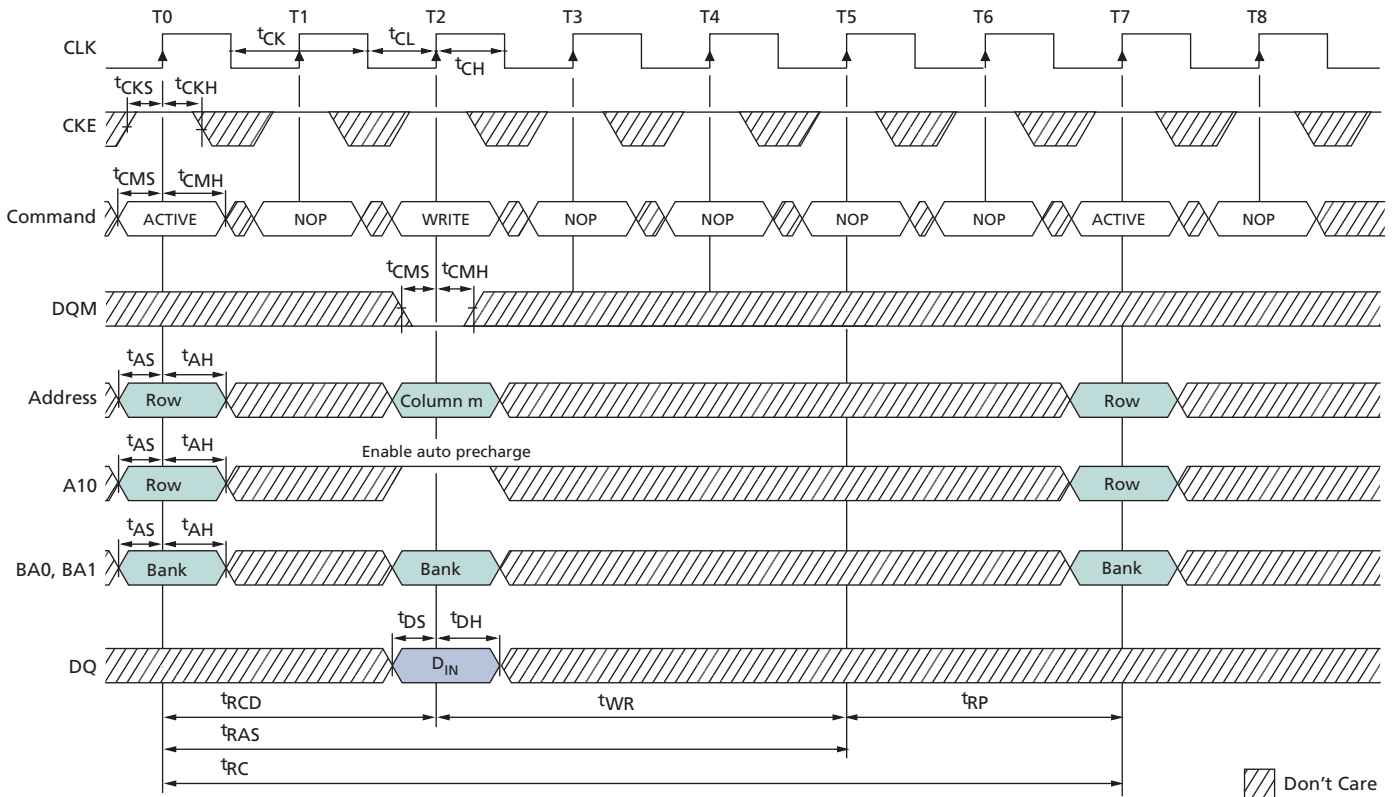 T0 T1 T2 T3 T4 T5 T6 T7 T8
CLK
tCK tCL
tCH
tCKS tCKH
CKE
tCMS tCMH
Command ACTIVE NOP WRITE NOP NOP NOP NOP ACTIVE NOP
tCMS tCMH
DQM
tAS tAH
Address Row Column m Row
tAS tAH Enable auto precharge
A10 Row Row
tAS tAH
BA0, BA1 Bank Bank Bank
tDS tDH
DQ DIN
tRCD tWR tRP
tRAS
tRC
Don't Care